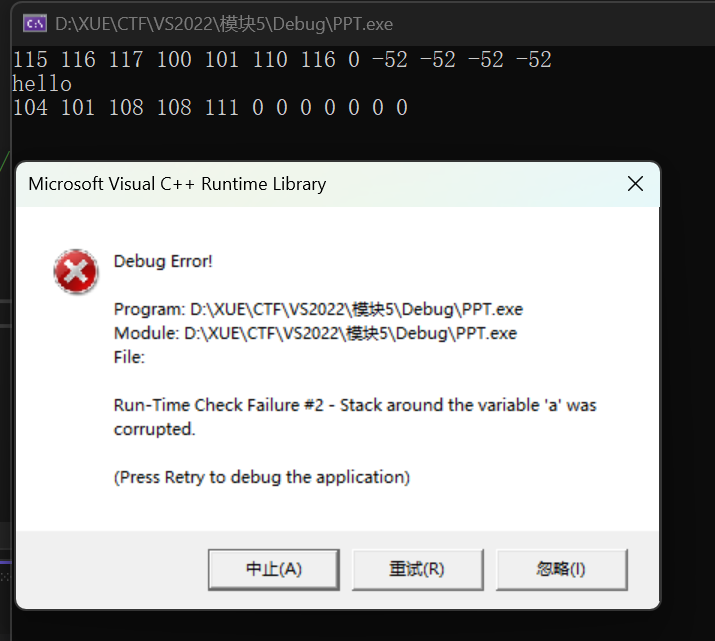 D:\XUE\CTF\VS2022\模块5\Debug\PPT.exe
115 116 117 100 101 110 116 0 -52 -52 -52 -52
hello
104 101 108 108 111 0 0 0 0 0 0 0
Microsoft Visual C++ Runtime Library
Debug Error!
Program: D:\XUE\CTF\VS2022\模块5\Debug\PPT.exe
Module: D:\XUE\CTF\VS2022\模块5\Debug\PPT.exe
File:
Run-Time Check Failure #2 - Stack around the variable 'a' was
corrupted.
(Press Retry to debug the application)
中止(A) 重试(R) 忽略(I)